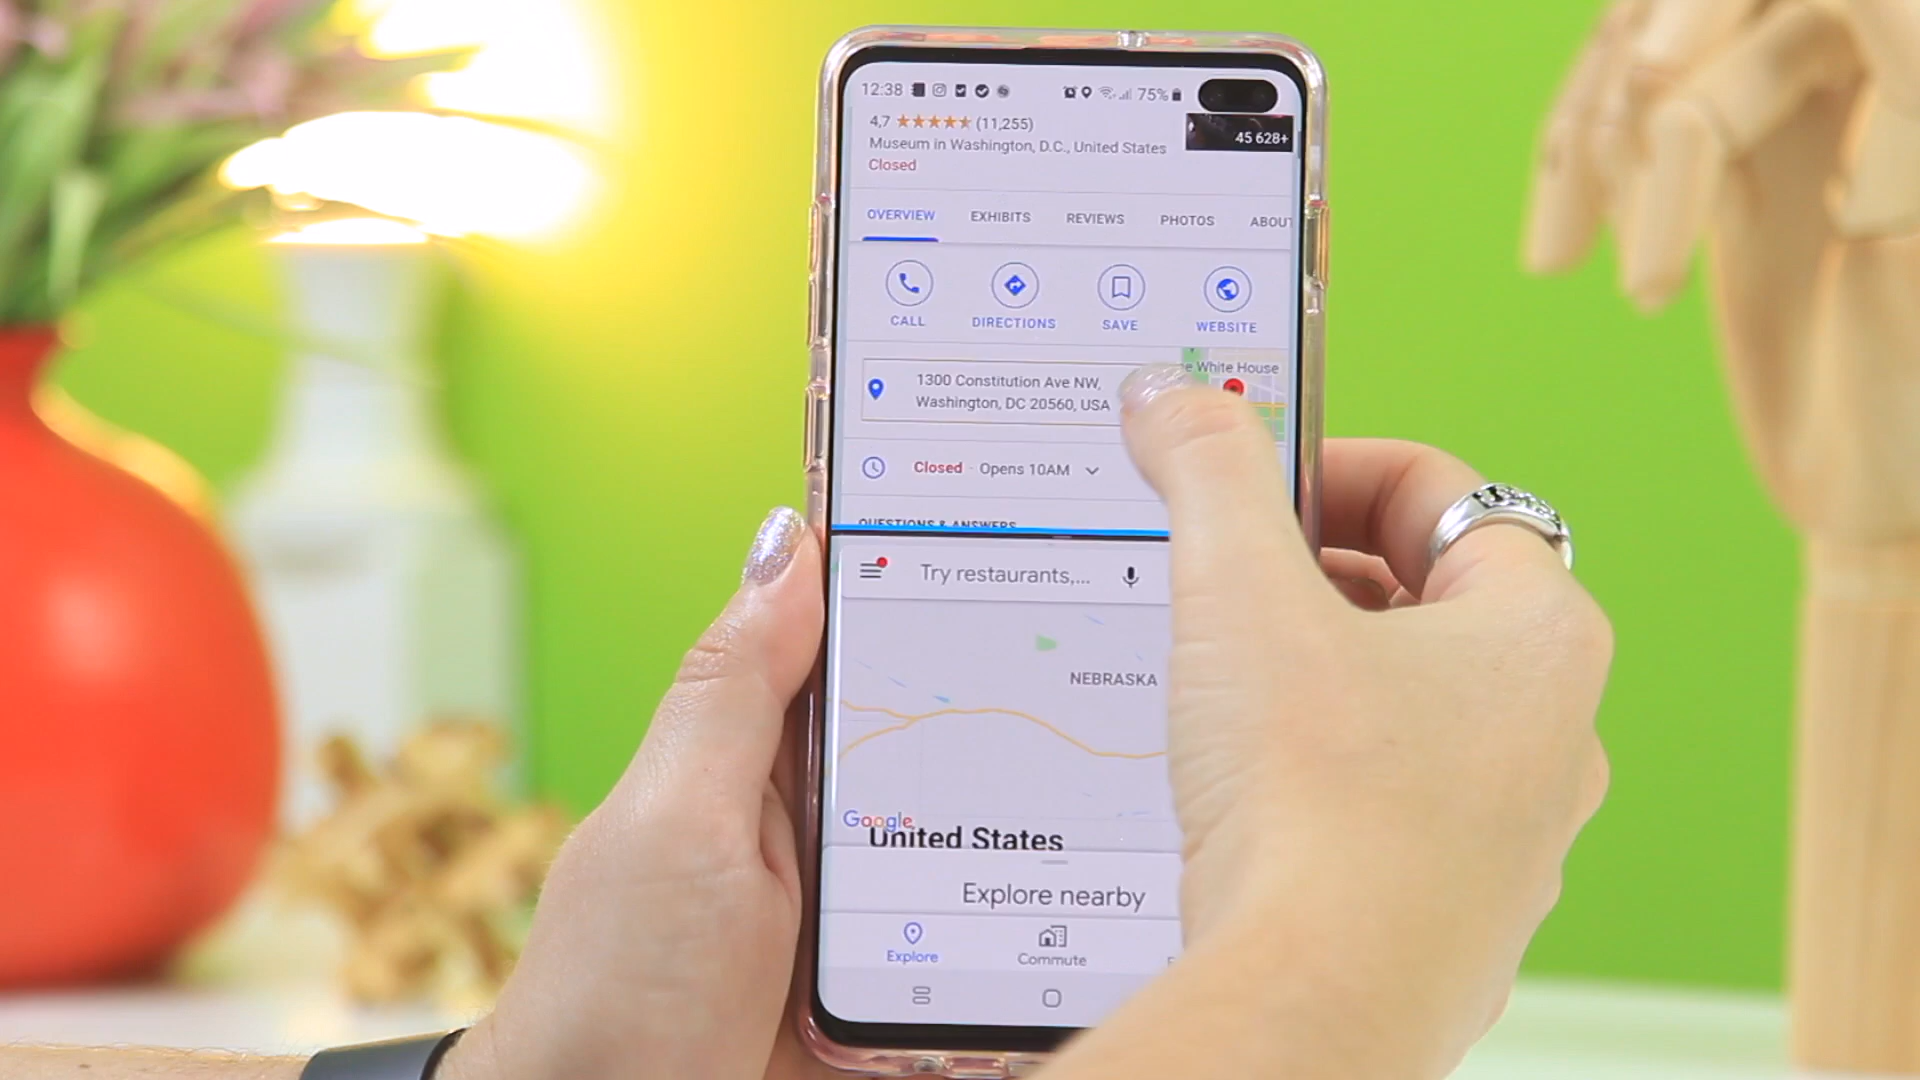 12:38 75%
4,7 (11,255)
45 628+
Museum in Washington, D.C., United States
Closed
OVERVIEW EXHIBITS REVIEWS PHOTOS ABOUT
CALL DIRECTIONS SAVE WEBSITE
White House
1300 Constitution Ave NW,
Washington, DC 20560, USA
Closed · Opens 10AM
QUESTIONS & ANSWERS
Try restaurants,...
NEBRASKA
Google
United States
Explore nearby
Explore Commute